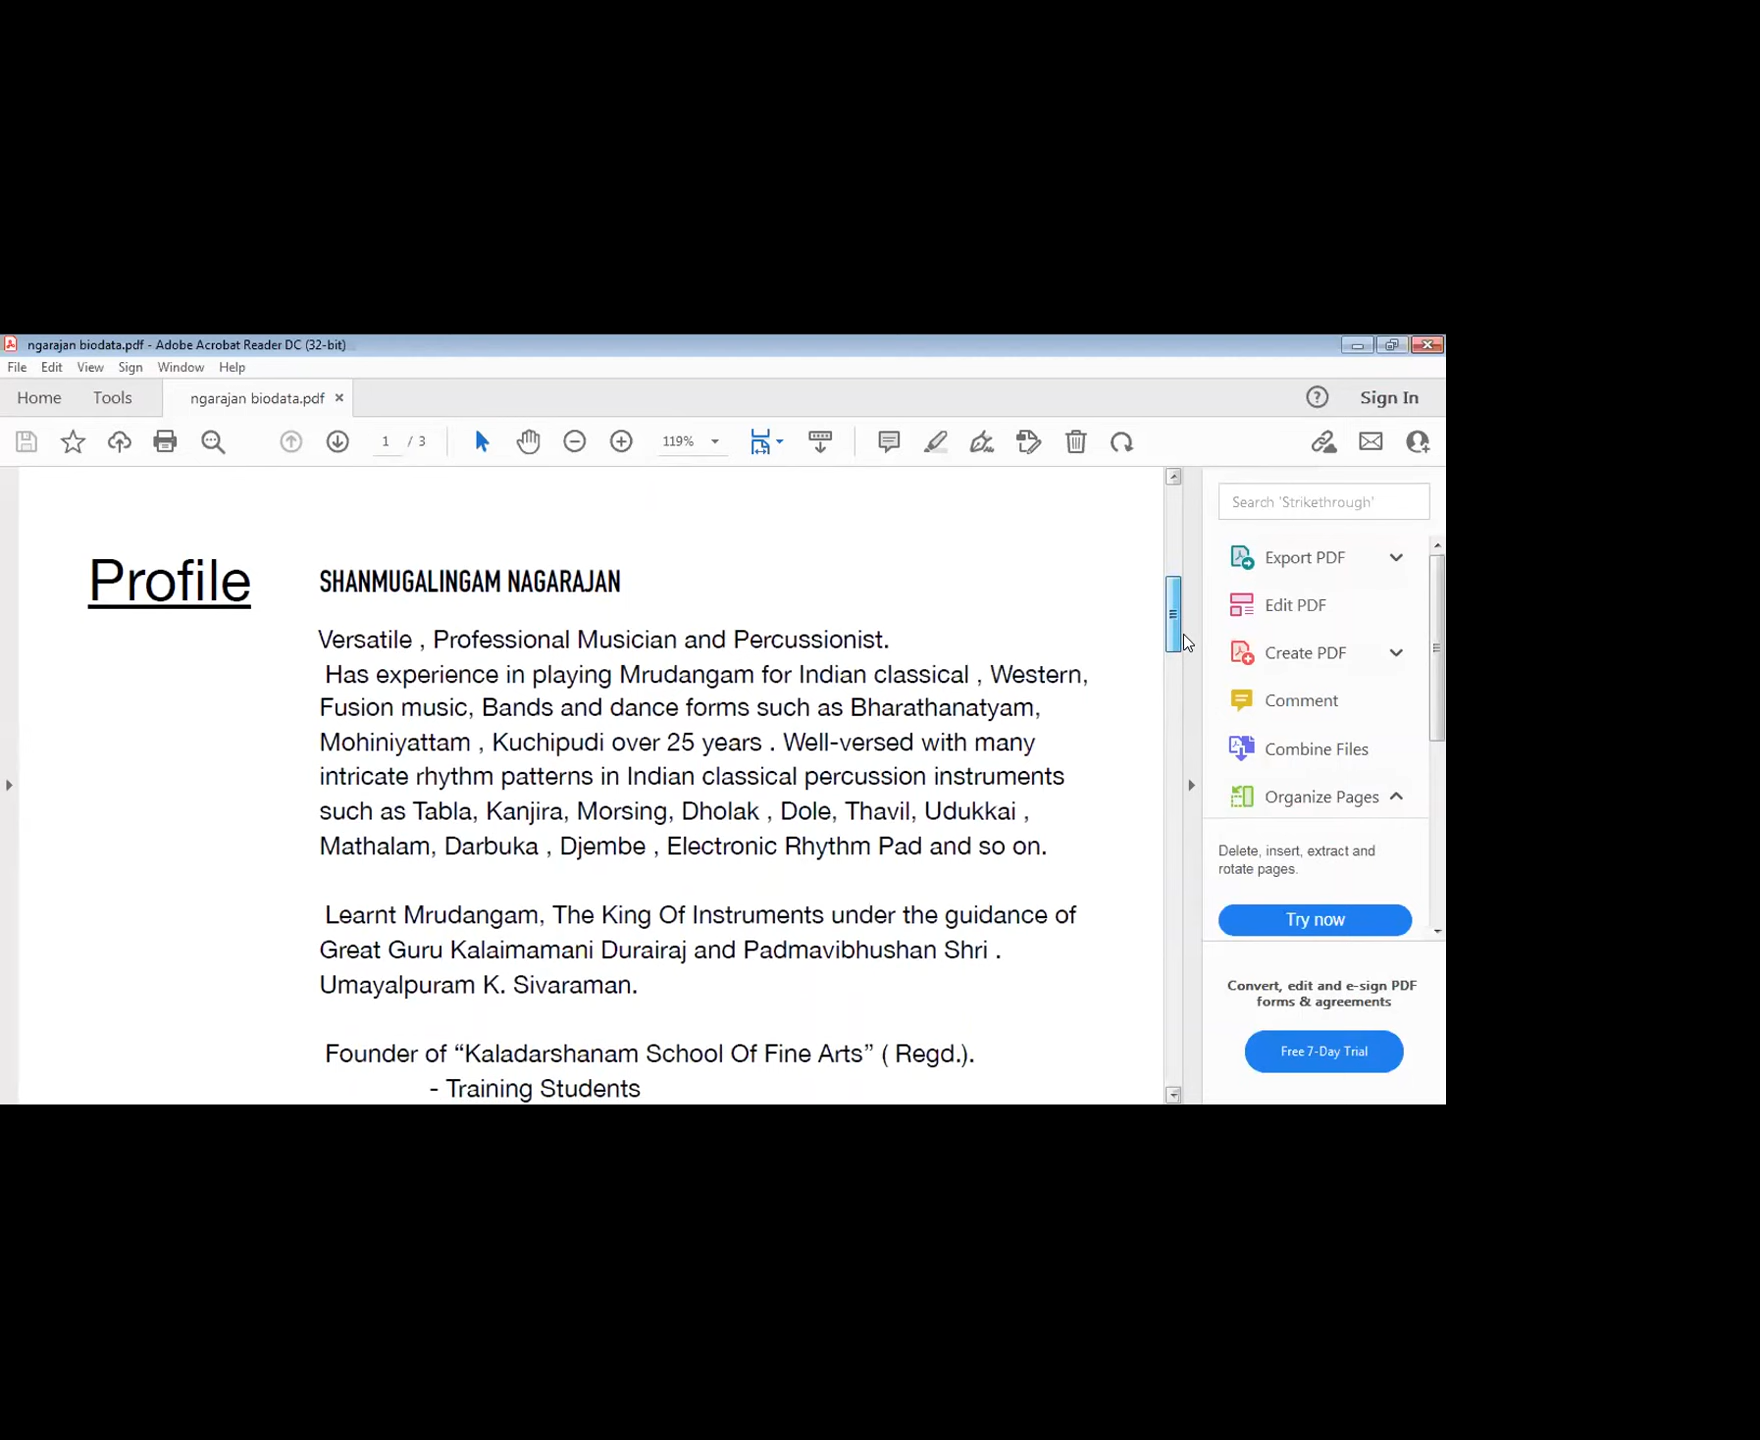 ngarajan biodata.pdf - Adobe Acrobat Reader DC (32-bit)
File Edit View Sign Window Help
Home Tools ngarajan biodata.pdf × Sign In
1 / 3 119%
Search 'Strikethrough'
Export PDF
Edit PDF
Create PDF
Comment
Combine Files
Organize Pages
Delete, insert, extract and
rotate pages.
Try now
Convert, edit and e-sign PDF
forms & agreements
Free 7-Day Trial
Profile
SHANMUGALINGAM NAGARAJAN
Versatile , Professional Musician and Percussionist.
Has experience in playing Mrudangam for Indian classical , Western,
Fusion music, Bands and dance forms such as Bharathanatyam,
Mohiniyattam , Kuchipudi over 25 years . Well-versed with many
intricate rhythm patterns in Indian classical percussion instruments
such as Tabla, Kanjira, Morsing, Dholak , Dole, Thavil, Udukkai ,
Mathalam, Darbuka , Djembe , Electronic Rhythm Pad and so on.
Learnt Mrudangam, The King Of Instruments under the guidance of
Great Guru Kalaimamani Durairaj and Padmavibhushan Shri .
Umayalpuram K. Sivaraman.
Founder of “Kaladarshanam School Of Fine Arts” ( Regd.).
- Training Students